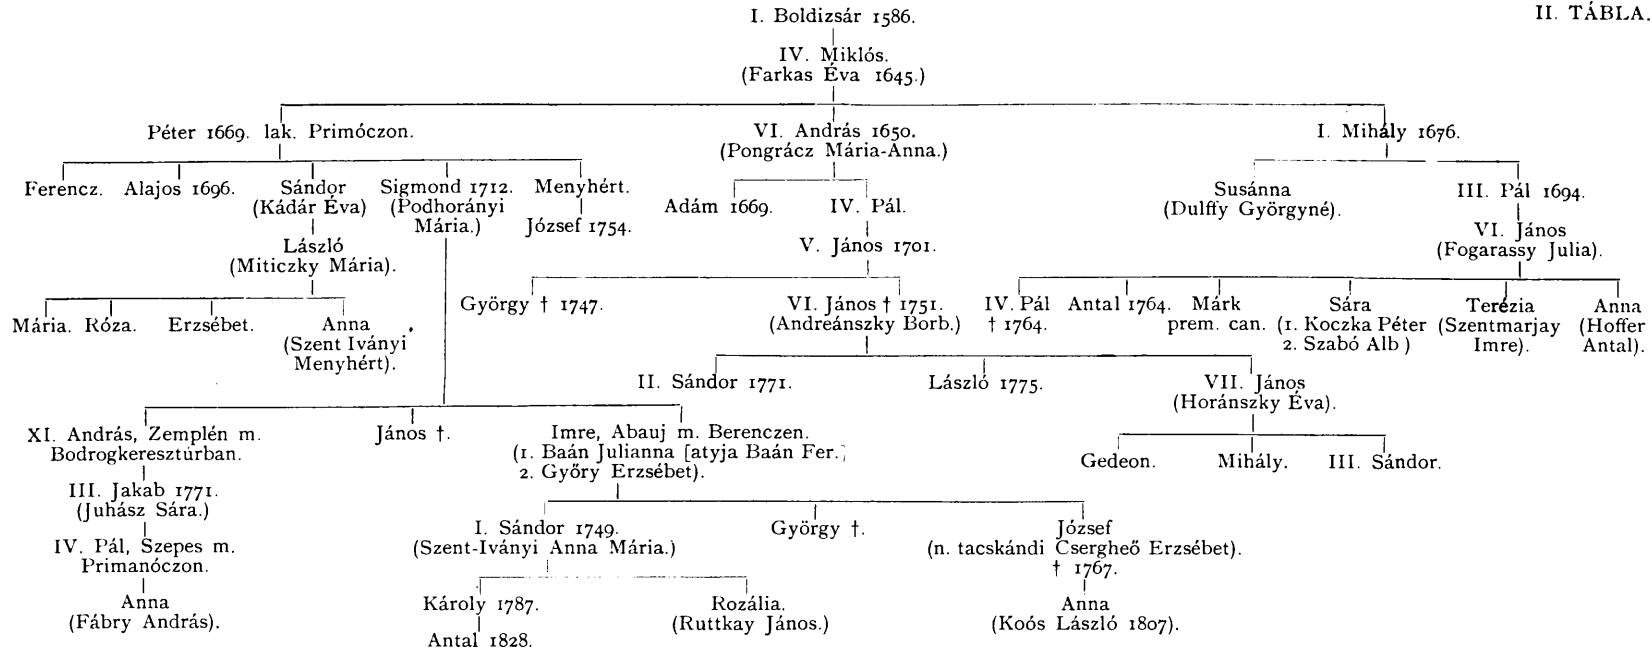 II. TÁBLA.
I. Boldizsár 1586.
IV. Miklós.
(Farkas Éva 1645.)
Péter 1669. lak. Primóczon.
VI. András 1650.
(Pongrácz Mária-Anna.)
I. Mihály 1676.
Ferencz.
Alajos 1696.
Sándor
(Kádár Éva)
Sigmond 1712.
(Podhorányi
Mária.)
Menyhért.
József 1754.
Adám 1669.
IV. Pál.
Susánna
(Dulffy Györgyné).
III. Pál 1694.
László
(Miticzky Mária).
V. János 1701.
VI. János
(Fogarassy Julia).
Mária.
Róza.
Erzsébet.
Anna
(Szent Iványi
Menyhért).
György † 1747.
VI. János † 1751.
(Andreánszky Borb.)
IV. Pál
† 1764.
Antal 1764.
Márk
prem. can.
Sára
(1. Koczka Péter
2. Szabó Alb )
Terézia
(Szentmarjay
Imre).
Anna
(Hoffer
Antal).
II. Sándor 1771.
László 1775.
VII. János
(Horánszky Éva).
XI. András, Zemplén m.
Bodrogkeresztúrban.
János †.
Imre, Abauj m. Berenczen.
(1. Baán Julianna [atyja Baán Fer.]
2. Győry Erzsébet).
Gedeon.
Mihály.
III. Sándor.
III. Jakab 1771.
(Juhász Sára.)
I. Sándor 1749.
(Szent-Iványi Anna Mária.)
György †.
József
(n. tacskándi Csergheő Erzsébet).
† 1767.
IV. Pál, Szepes m.
Primanóczon.
Anna
(Fábry András).
Károly 1787.
Rozália.
(Ruttkay János.)
Anna
(Koós László 1807).
Antal 1828.